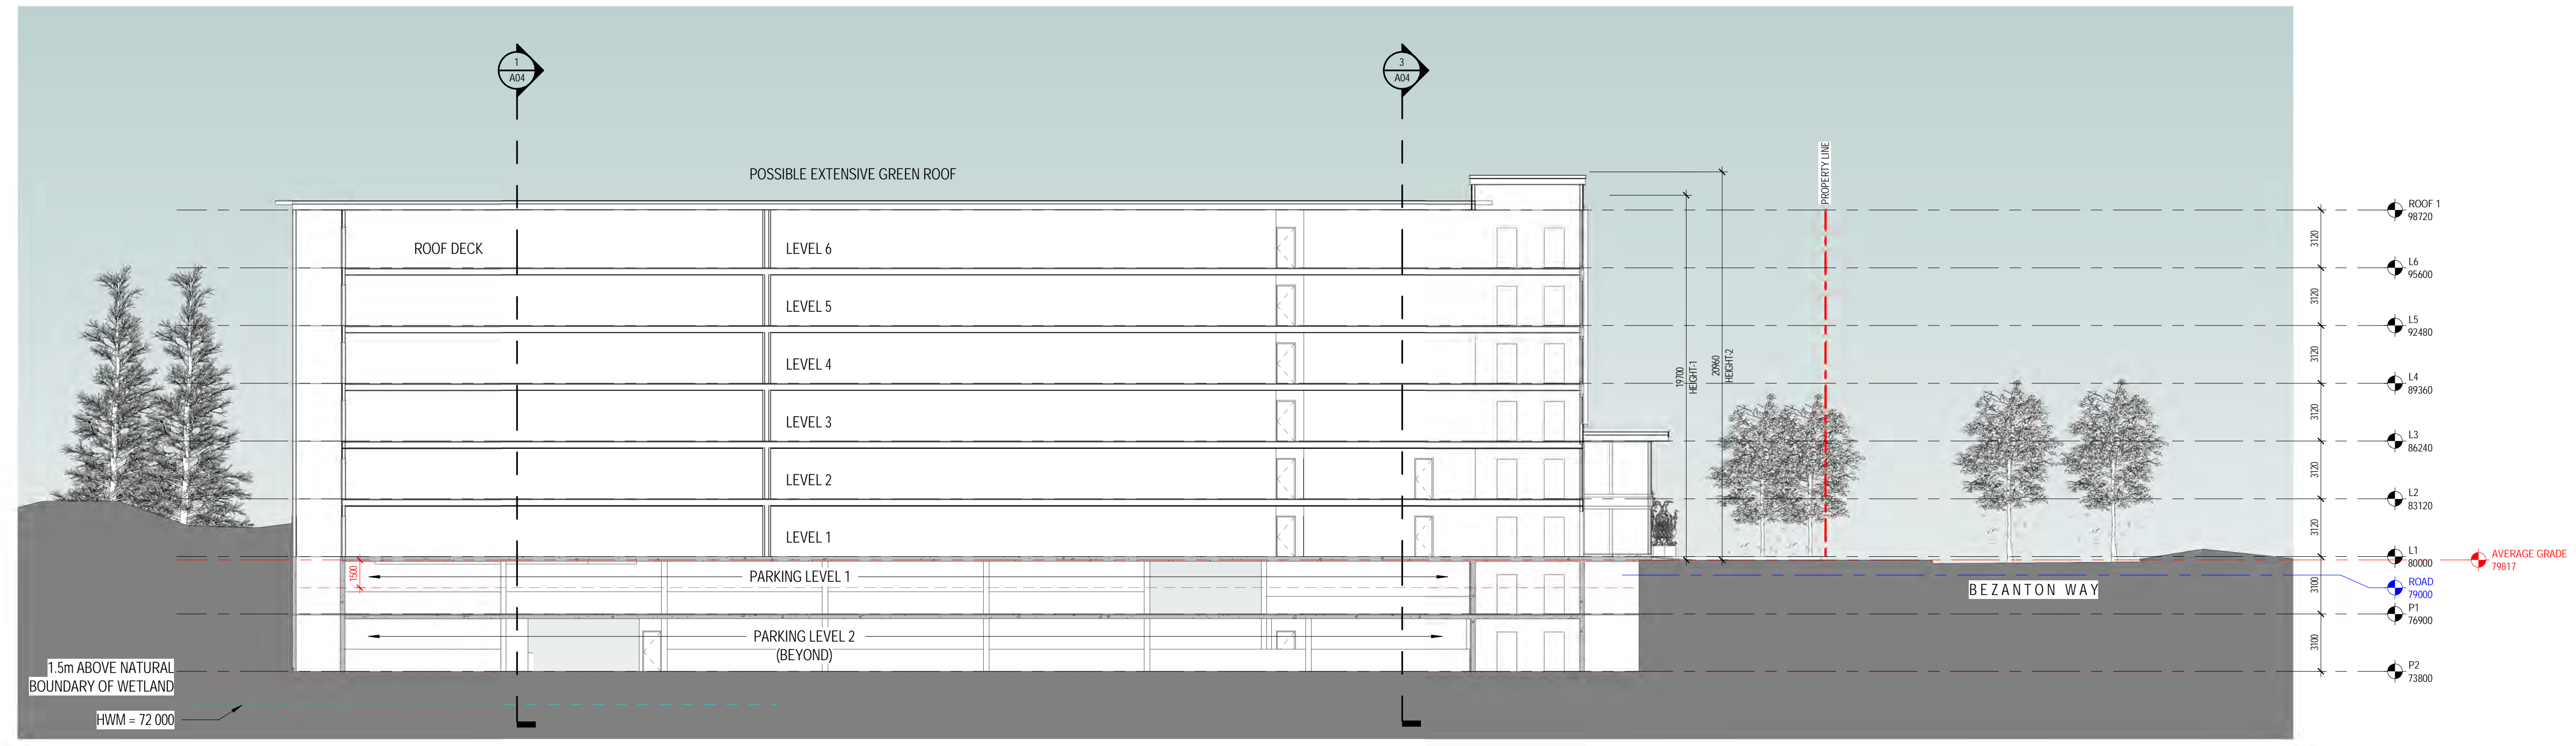 1
A04
3
A04
POSSIBLE EXTENSIVE GREEN ROOF
PROPERTY LINE
ROOF 1
98720
ROOF DECK
LEVEL 6
3120
L6
95600
LEVEL 5
3120
L5
92480
LEVEL 4
19700
HEIGHT-1
20960
HEIGHT-2
3120
L4
89360
LEVEL 3
3120
L3
86240
LEVEL 2
3120
L2
83120
LEVEL 1
3120
L1
80000
AVERAGE GRADE
79817
1500
PARKING LEVEL 1
3100
ROAD
79000
BEZANTON WAY
P1
76900
PARKING LEVEL 2
(BEYOND)
3100
P2
73800
1.5m ABOVE NATURAL
BOUNDARY OF WETLAND
HWM = 72 000